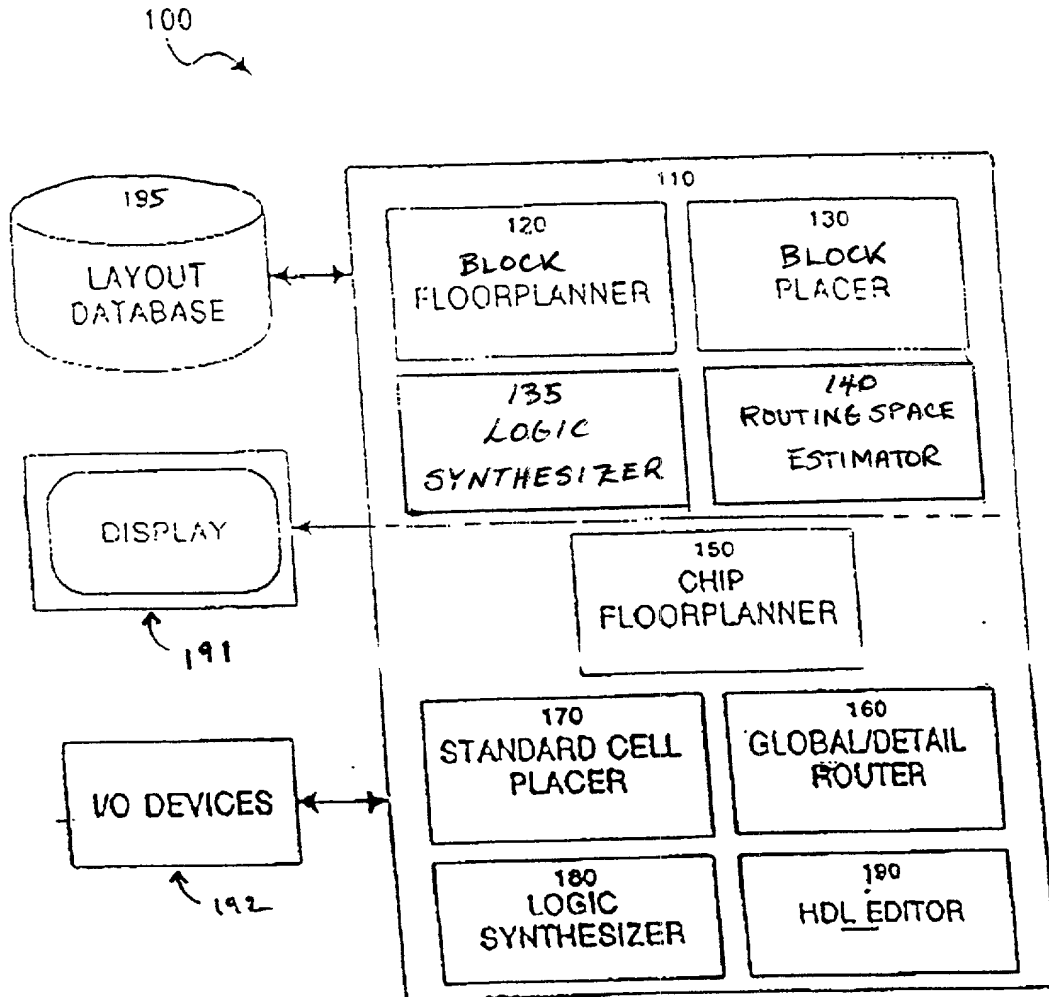 100
195
LAYOUT
DATABASE
110
120
BLOCK
FLOORPLANNER
130
BLOCK
PLACER
135
LOGIC
SYNTHESIZER
140
ROUTING SPACE
ESTIMATOR
DISPLAY
191
150
CHIP
FLOORPLANNER
170
STANDARD CELL
PLACER
160
GLOBAL/DETAIL
ROUTER
I/O DEVICES
192
180
LOGIC
SYNTHESIZER
190
HDL EDITOR